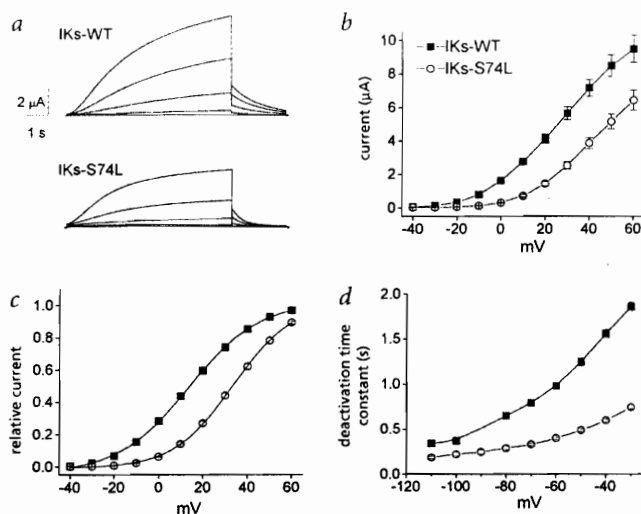 a
IKs-WT
2 µA
1 s
IKs-S74L
b
IKs-WT
IKs-S74L
current (µA)
10
8
6
4
2
0
-40 -20 0 20 40 60
mV
c
relative current
1.0
0.8
0.6
0.4
0.2
0.0
-40 -20 0 20 40 60
mV
d
deactivation time
constant (s)
2.0
1.5
1.0
0.5
0.0
-120 -100 -80 -60 -40
mV